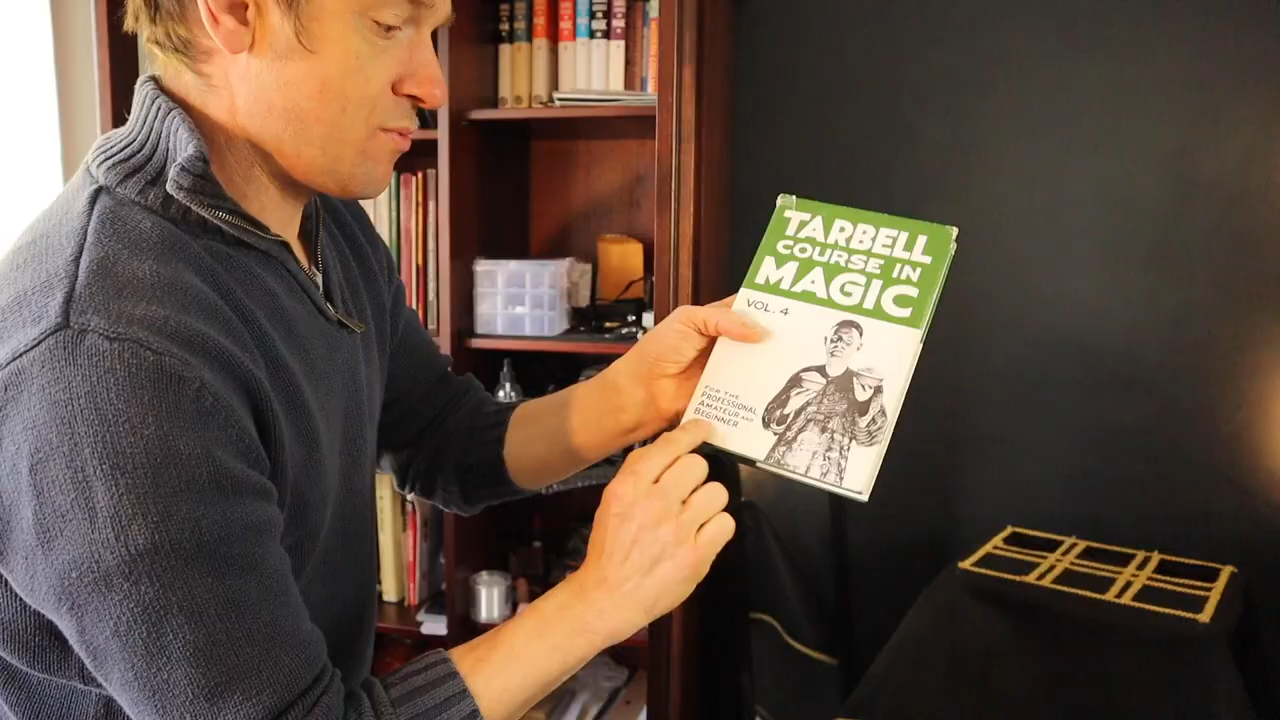 TARBELL
COURSE IN
MAGIC
VOL. 4
FOR THE
PROFESSIONAL
AMATEUR AND
BEGINNER